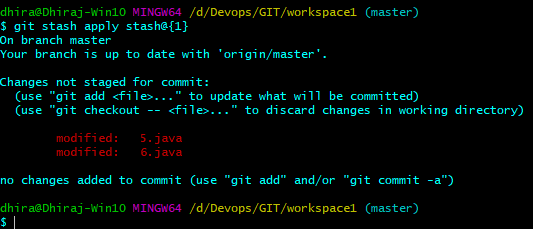 dhira@Dhiraj-Win10 MINGW64 /d/Devops/GIT/workspace1 (master)
$ git stash apply stash@{1}
On branch master
Your branch is up to date with 'origin/master'.
Changes not staged for commit:
(use "git add <file>..." to update what will be committed)
(use "git checkout -- <file>..." to discard changes in working directory)
modified: 5.java
modified: 6.java
no changes added to commit (use "git add" and/or "git commit -a")
dhira@Dhiraj-Win10 MINGW64 /d/Devops/GIT/workspace1 (master)
$